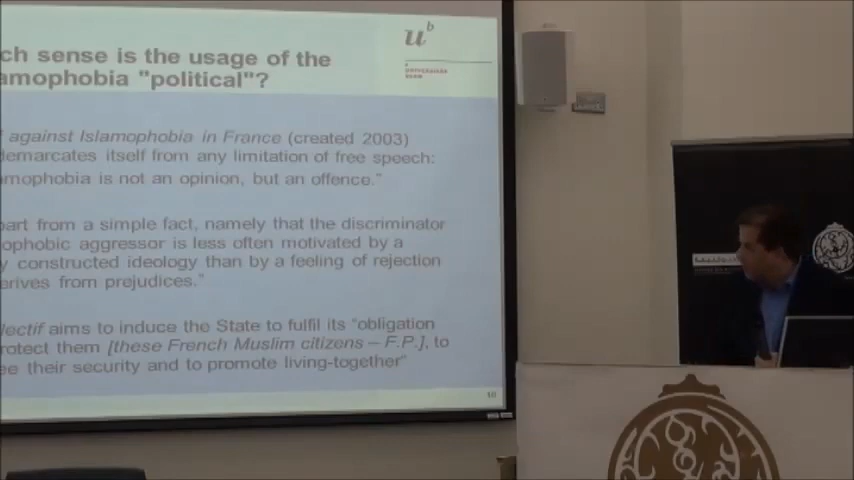 ch sense is the usage of the
amophobia "political"?
u b
f against Islamophobia in France (created 2003)
demarcates itself from any limitation of free speech:
mophobia is not an opinion, but an offence."
part from a simple fact, namely that the discriminator
ophobic aggressor is less often motivated by a
y constructed ideology than by a feeling of rejection
erives from prejudices."
lectif aims to induce the State to fulfil its "obligation
rotect them [these French Muslim citizens – F.P.], to
ee their security and to promote living-together"
10